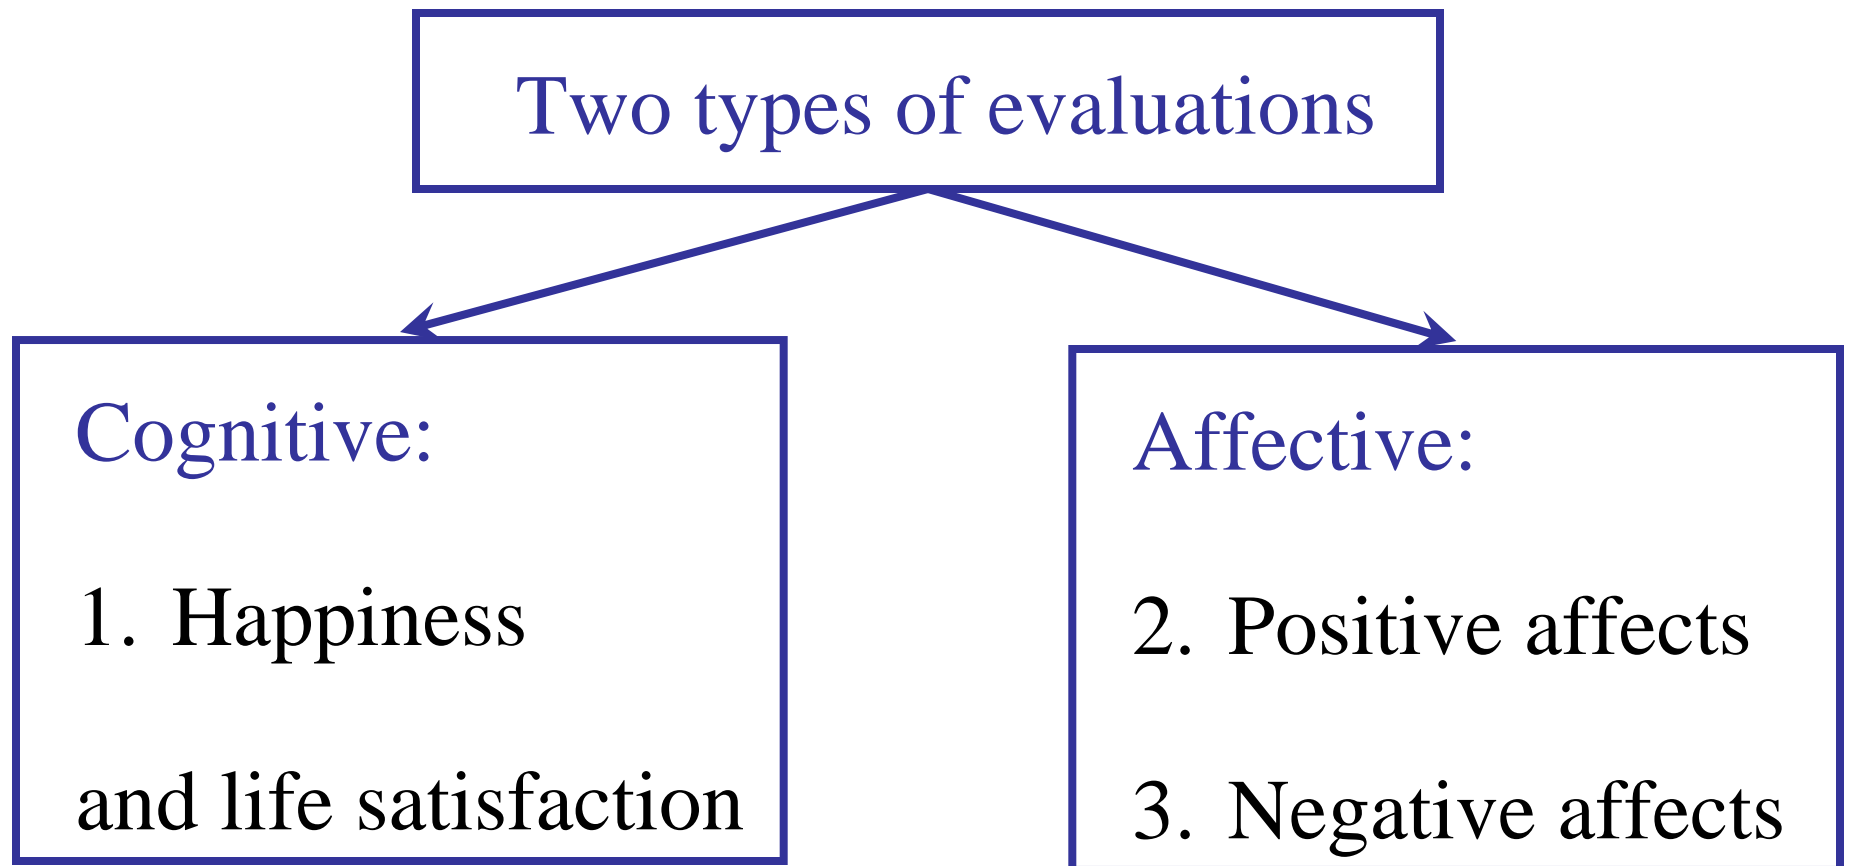 Two types of evaluations
Cognitive:
1. Happiness
and life satisfaction
Affective:
2. Positive affects
3. Negative affects